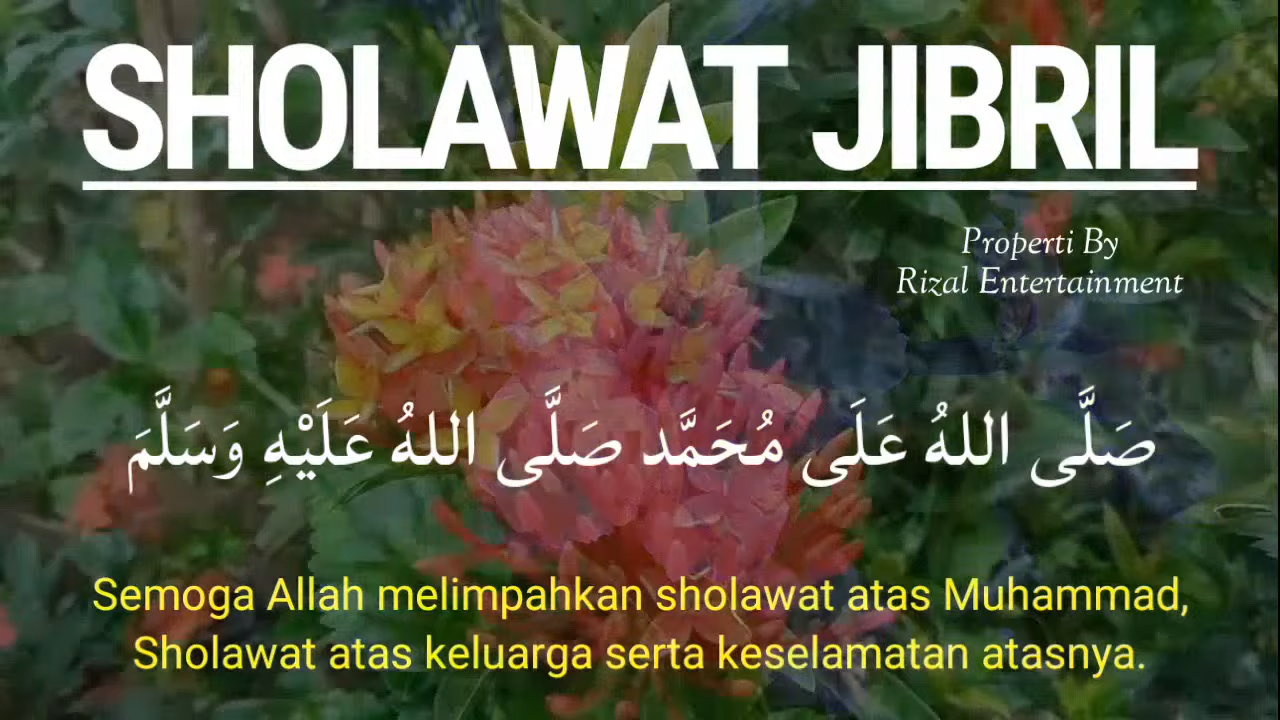 SHOLAWAT JIBRIL
Properti By
Rizal Entertainment
صَلَّى اللهُ عَلَى مُحَمَّد صَلَّى اللهُ عَلَيْهِ وَسَلَّمَ
Semoga Allah melimpahkan sholawat atas Muhammad,
Sholawat atas keluarga serta keselamatan atasnya.